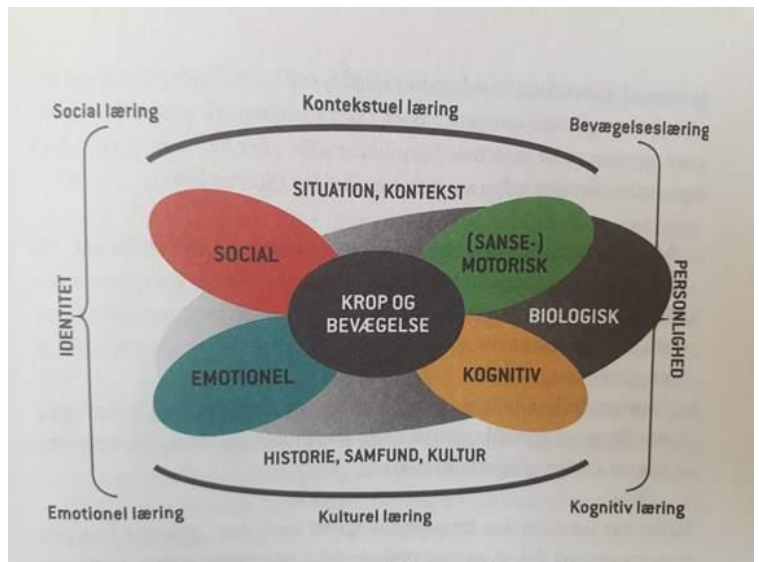 Social læring
Kontekstuel læring
Bevægelseslæring
SITUATION, KONTEKST
SOCIAL
(SANSE-)
MOTORISK
IDENTITET
KROP OG
BEVÆGELSE
BIOLOGISK
PERSONLIGHED
EMOTIONEL
KOGNITIV
HISTORIE, SAMFUND, KULTUR
Emotionel læring
Kulturel læring
Kognitiv læring